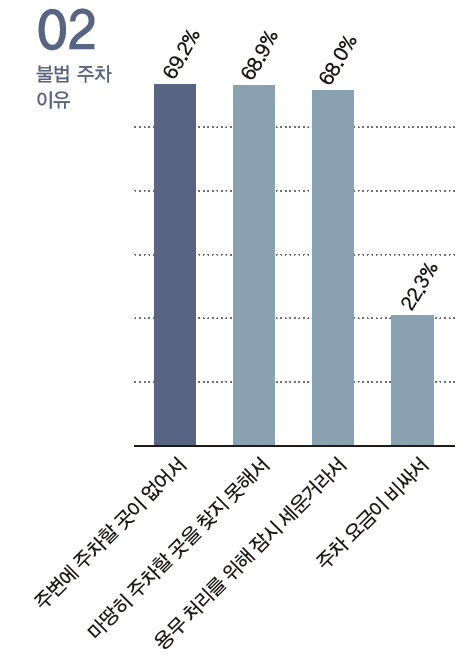 02
불법 주차
이유
69.2%
68.9%
68.0%
22.3%
주변에 주차할 곳이 없어서
마땅히 주차할 곳을 찾지 못해서
용무 처리를 위해 잠시 세운거라서
주차 요금이 비싸서